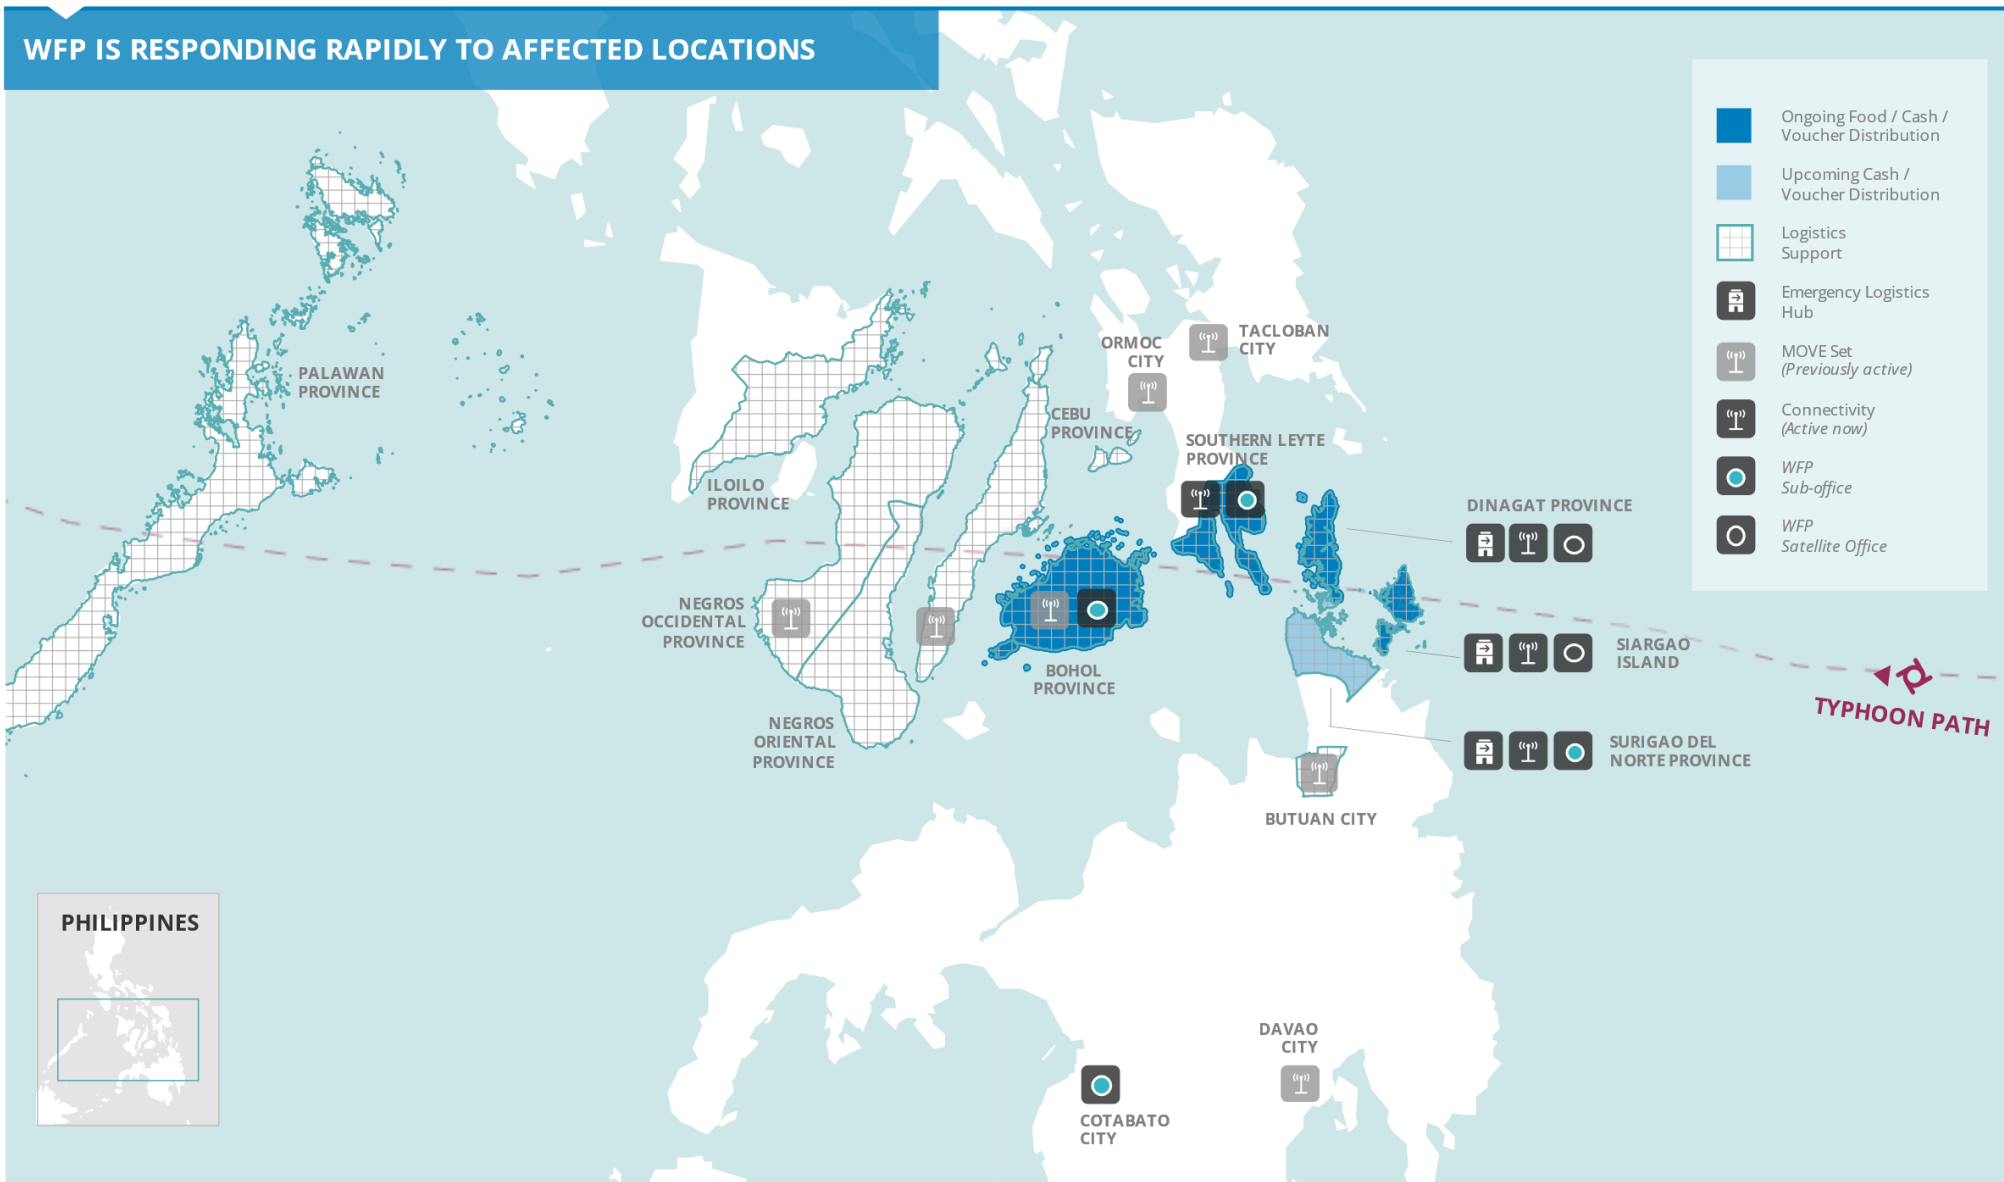 WFP IS RESPONDING RAPIDLY TO AFFECTED LOCATIONS
Ongoing Food / Cash /
Voucher Distribution
Upcoming Cash /
Voucher Distribution
Logistics
Support
Emergency Logistics
Hub
MOVE Set
(Previously active)
Connectivity
(Active now)
WFP
Sub-office
WFP
Satellite Office
PALAWAN
PROVINCE
ILOILO
PROVINCE
CEBU
PROVINCE
ORMOC
CITY
TACLOBAN
CITY
SOUTHERN LEYTE
PROVINCE
DINAGAT PROVINCE
NEGROS
OCCIDENTAL
PROVINCE
BOHOL
PROVINCE
SIARGAO
ISLAND
TYPHOON PATH
NEGROS
ORIENTAL
PROVINCE
SURIGAO DEL
NORTE PROVINCE
BUTUAN CITY
PHILIPPINES
DAVAO
CITY
COTABATO
CITY